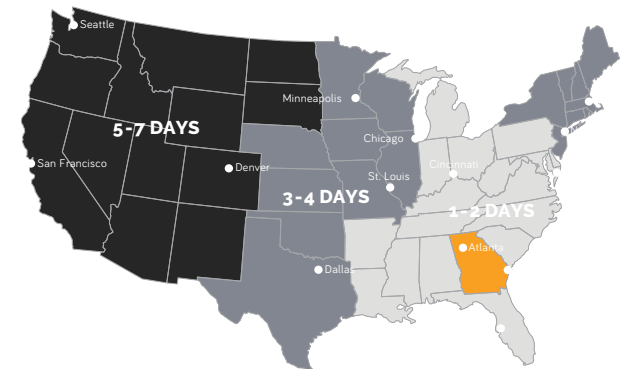 Seattle
Minneapolis
5-7 DAYS
Chicago
San Francisco
Denver
Cincinnati
St. Louis
3-4 DAYS
1-2 DAYS
Atlanta
Dallas